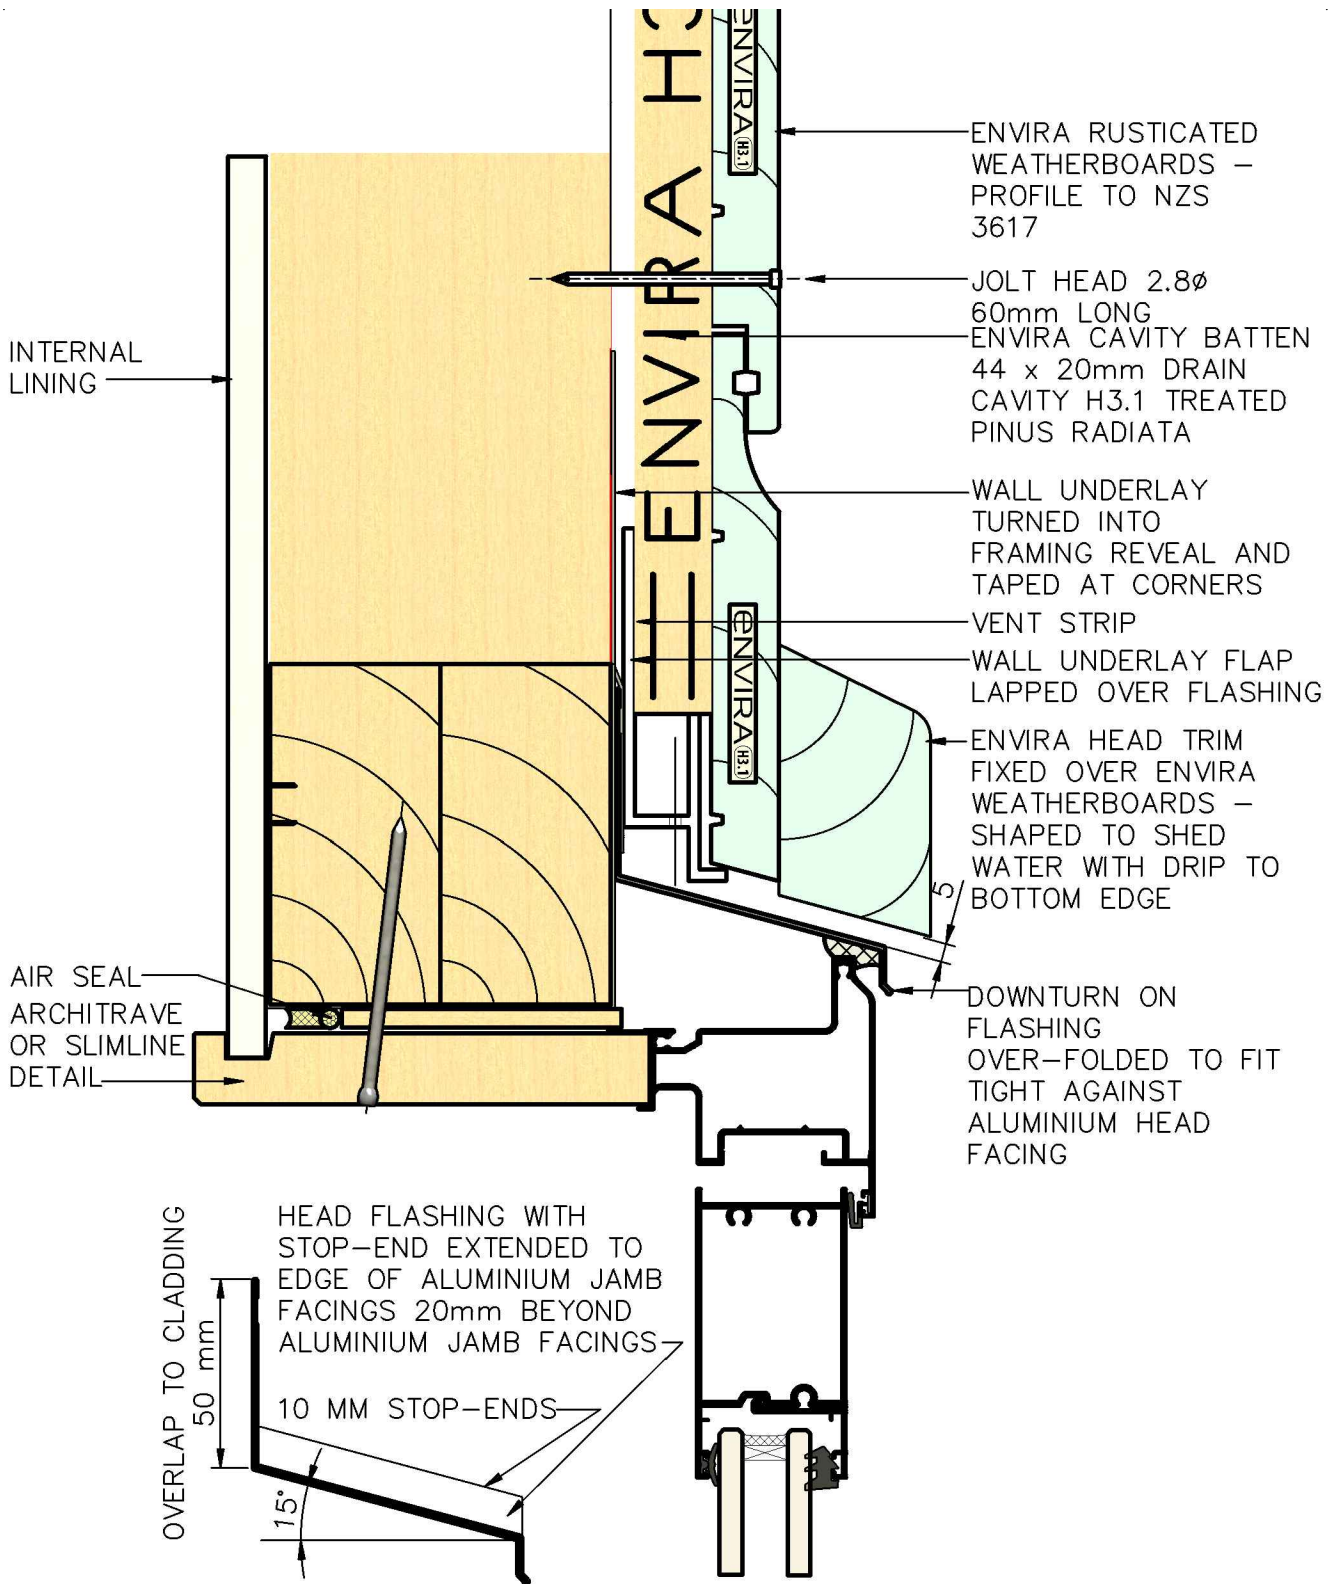 ENVIRA H3
ENVIRA H3.1
ENVIRA RUSTICATED
WEATHERBOARDS –
PROFILE TO NZS
3617
JOLT HEAD 2.8ø
60mm LONG
ENVIRA CAVITY BATTEN
44 x 20mm DRAIN
CAVITY H3.1 TREATED
PINUS RADIATA
INTERNAL
LINING
WALL UNDERLAY
TURNED INTO
FRAMING REVEAL AND
TAPED AT CORNERS
VENT STRIP
WALL UNDERLAY FLAP
LAPPED OVER FLASHING
ENVIRA H3.1
ENVIRA HEAD TRIM
FIXED OVER ENVIRA
WEATHERBOARDS –
SHAPED TO SHED
WATER WITH DRIP TO
BOTTOM EDGE
5
AIR SEAL
ARCHITRAVE
OR SLIMLINE
DETAIL
DOWNTURN ON
FLASHING
OVER–FOLDED TO FIT
TIGHT AGAINST
ALUMINIUM HEAD
FACING
HEAD FLASHING WITH
STOP–END EXTENDED TO
EDGE OF ALUMINIUM JAMB
FACINGS 20mm BEYOND
ALUMINIUM JAMB FACINGS
10 MM STOP–ENDS
OVERLAP TO CLADDING
50 mm
15°